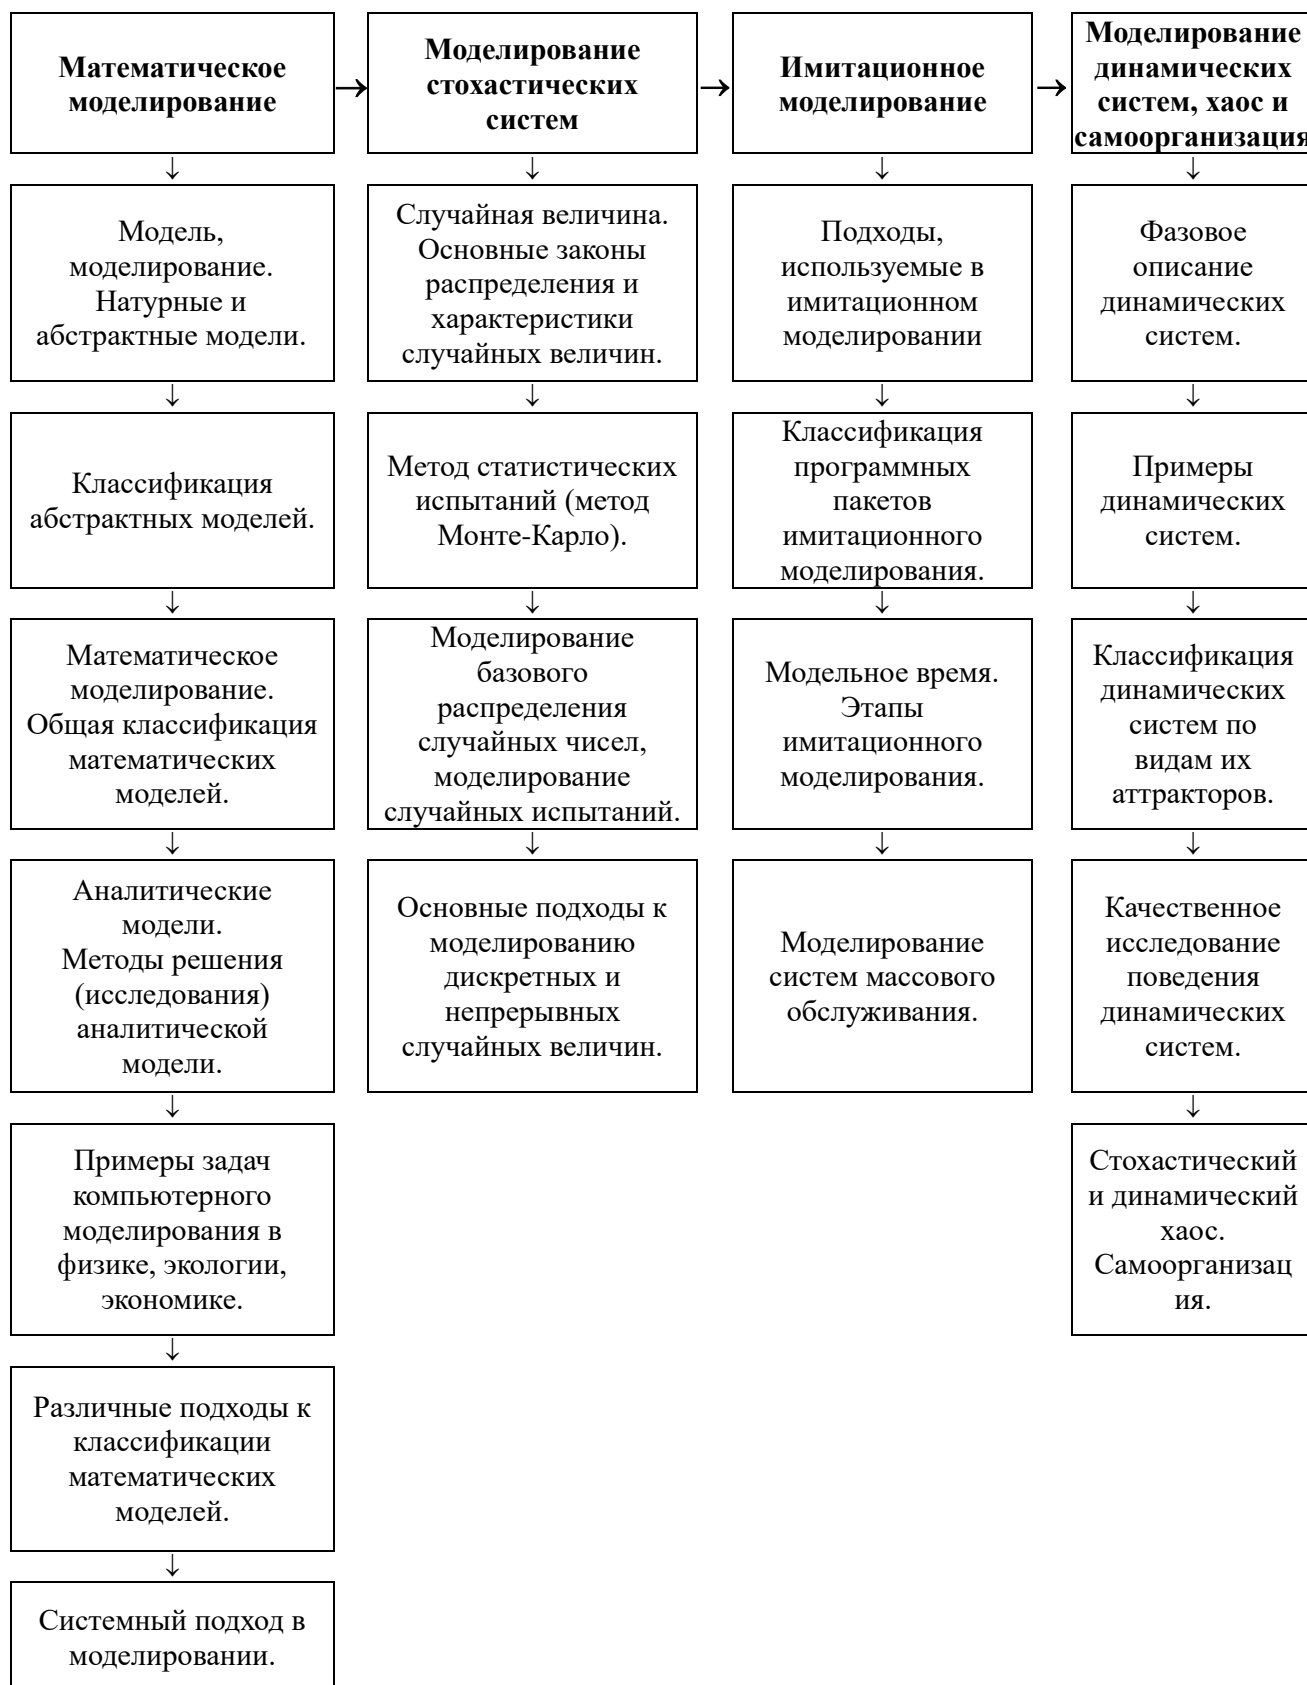 Математическое
моделирование
→
Моделирование
стохастических
систем
→
Имитационное
моделирование
→
Моделирование
динамических
систем, хаос и
самоорганизация
↓
Модель,
моделирование.
Натурные и
абстрактные модели.
↓
Классификация
абстрактных моделей.
↓
Математическое
моделирование.
Общая классификация
математических
моделей.
↓
Аналитические
модели.
Методы решения
(исследования)
аналитической
модели.
↓
Примеры задач
компьютерного
моделирования в
физике, экологии,
экономике.
↓
Различные подходы к
классификации
математических
моделей.
↓
Системный подход в
моделировании.
↓
Случайная величина.
Основные законы
распределения и
характеристики
случайных величин.
↓
Метод статистических
испытаний (метод
Монте-Карло).
↓
Моделирование
базового
распределения
случайных чисел,
моделирование
случайных испытаний.
↓
Основные подходы к
моделированию
дискретных и
непрерывных
случайных величин.
↓
Подходы,
используемые в
имитационном
моделировании
↓
Классификация
программных
пакетов
имитационного
моделирования.
↓
Модельное время.
Этапы
имитационного
моделирования.
↓
Моделирование
систем массового
обслуживания.
↓
Фазовое
описание
динамических
систем.
↓
Примеры
динамических
систем.
↓
Классификация
динамических
систем по
видам их
аттракторов.
↓
Качественное
исследование
поведения
динамических
систем.
↓
Стохастический
и динамический
хаос.
Самоорганизац
ия.